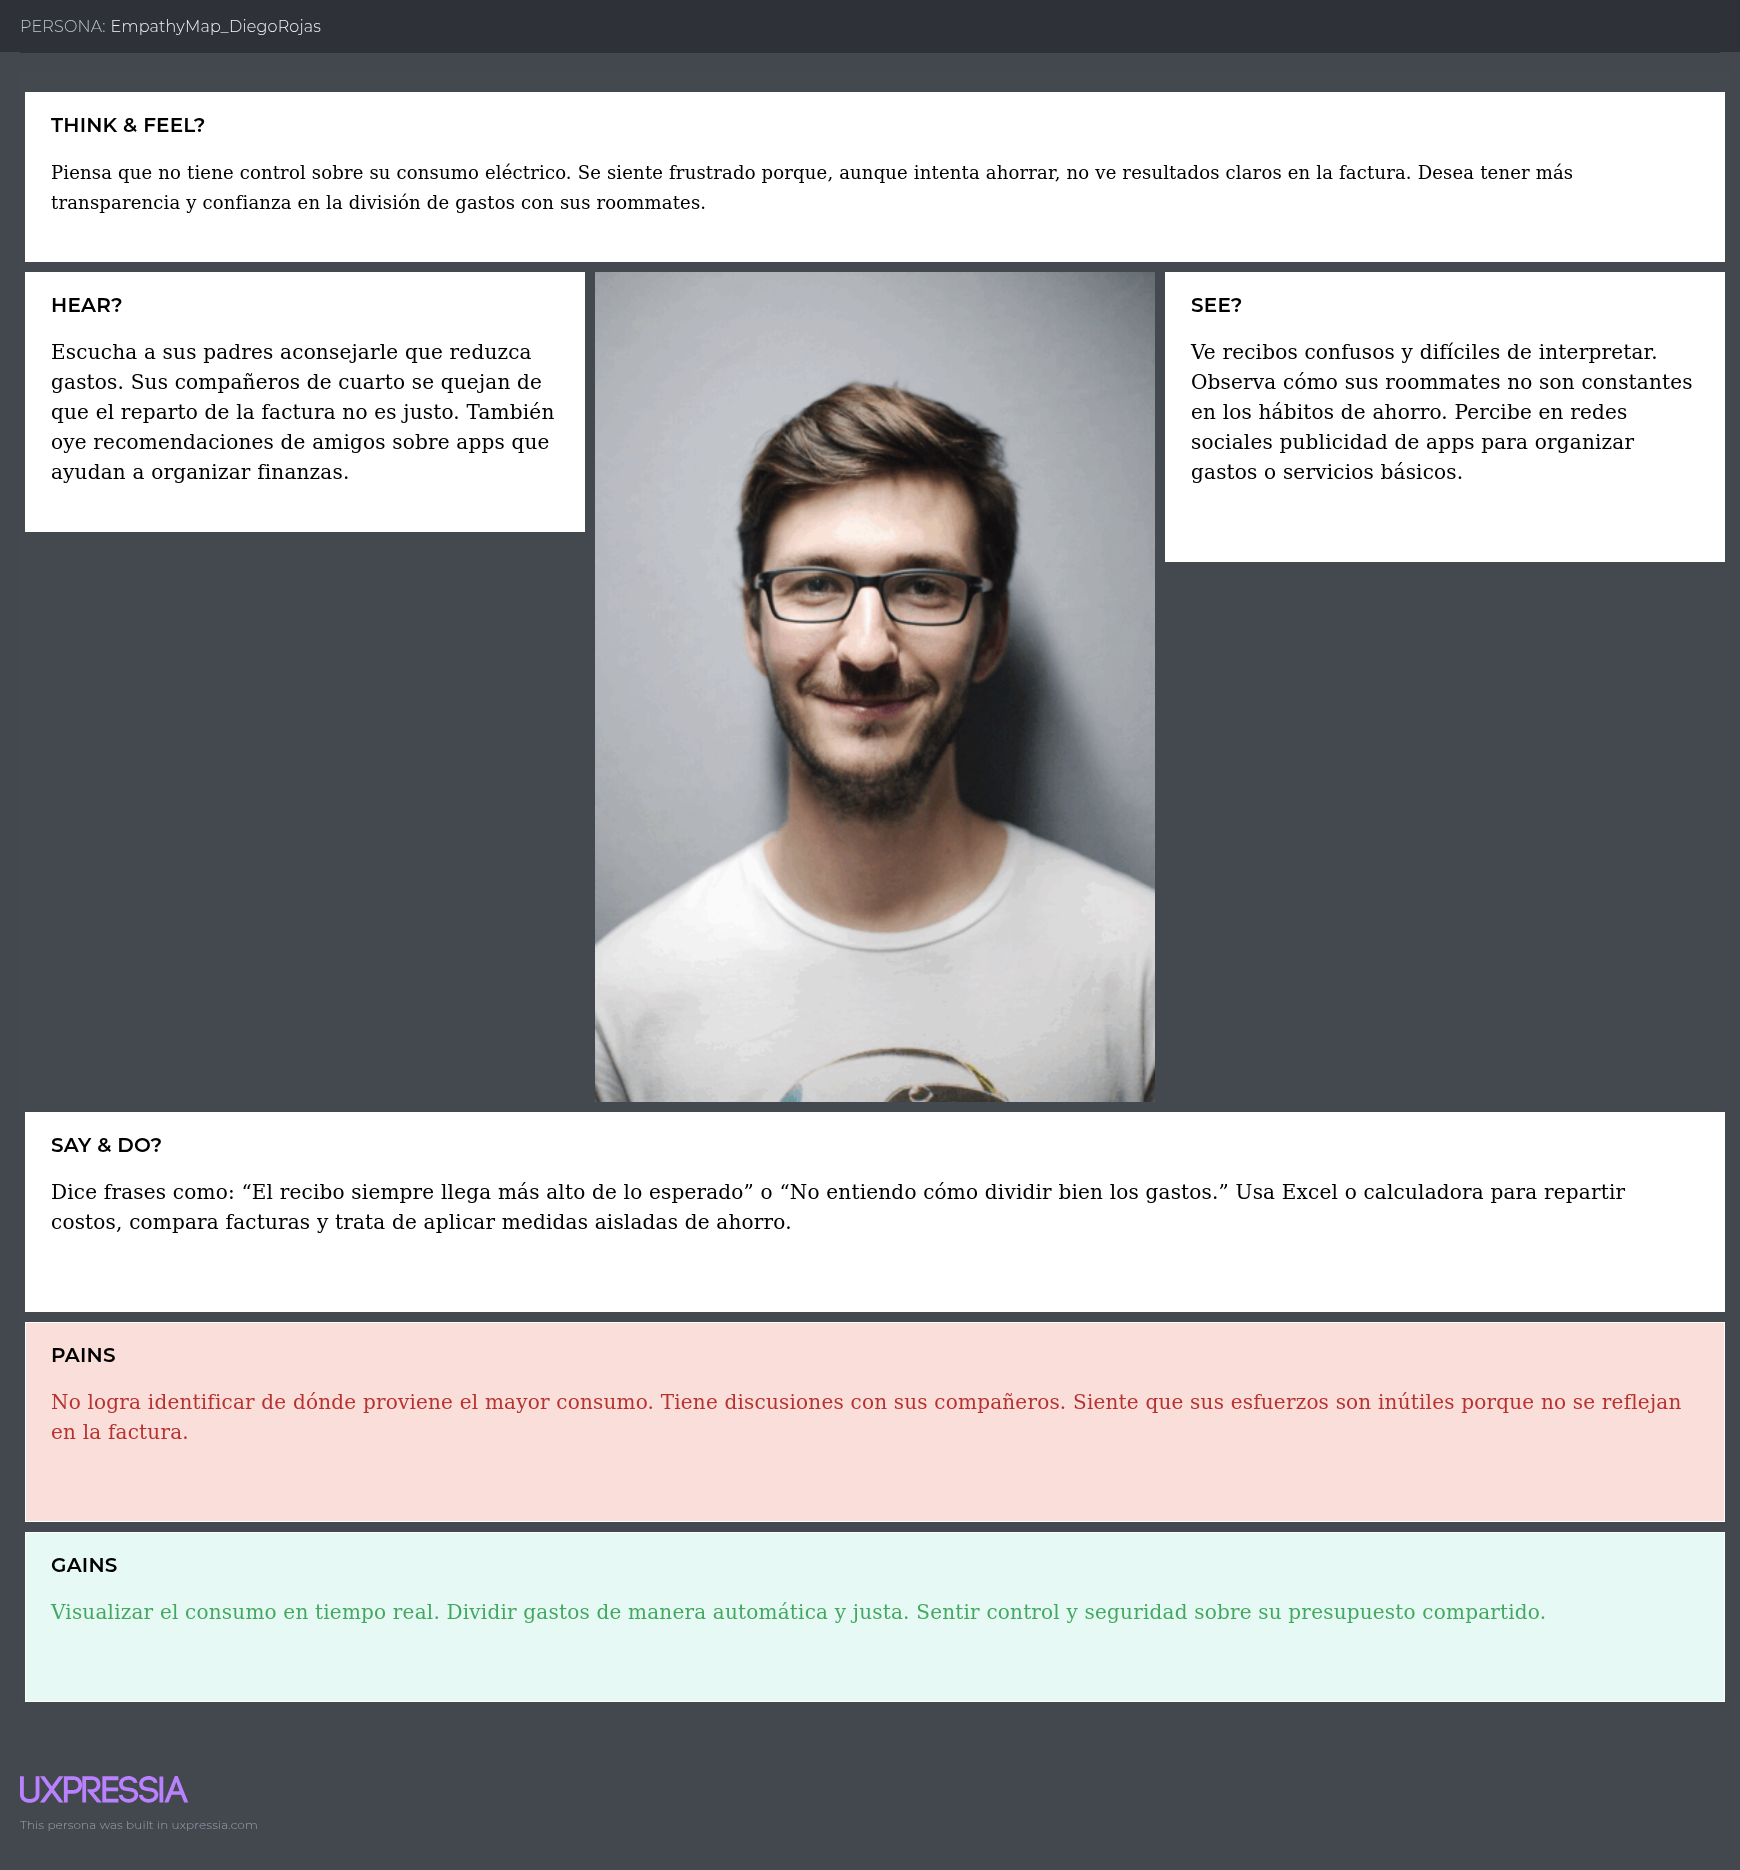 PERSONA: EmpathyMap_DiegoRojas
THINK & FEEL?
Piensa que no tiene control sobre su consumo eléctrico. Se siente frustrado porque, aunque intenta ahorrar, no ve resultados claros en la factura. Desea tener más
transparencia y confianza en la división de gastos con sus roommates.
HEAR?
Escucha a sus padres aconsejarle que reduzca
gastos. Sus compañeros de cuarto se quejan de
que el reparto de la factura no es justo. También
oye recomendaciones de amigos sobre apps que
ayudan a organizar finanzas.
SEE?
Ve recibos confusos y difíciles de interpretar.
Observa cómo sus roommates no son constantes
en los hábitos de ahorro. Percibe en redes
sociales publicidad de apps para organizar
gastos o servicios básicos.
SAY & DO?
Dice frases como: “El recibo siempre llega más alto de lo esperado” o “No entiendo cómo dividir bien los gastos.” Usa Excel o calculadora para repartir
costos, compara facturas y trata de aplicar medidas aisladas de ahorro.
PAINS
No logra identificar de dónde proviene el mayor consumo. Tiene discusiones con sus compañeros. Siente que sus esfuerzos son inútiles porque no se reflejan
en la factura.
GAINS
Visualizar el consumo en tiempo real. Dividir gastos de manera automática y justa. Sentir control y seguridad sobre su presupuesto compartido.
UXPRESSIA
This persona was built in uxpressia.com